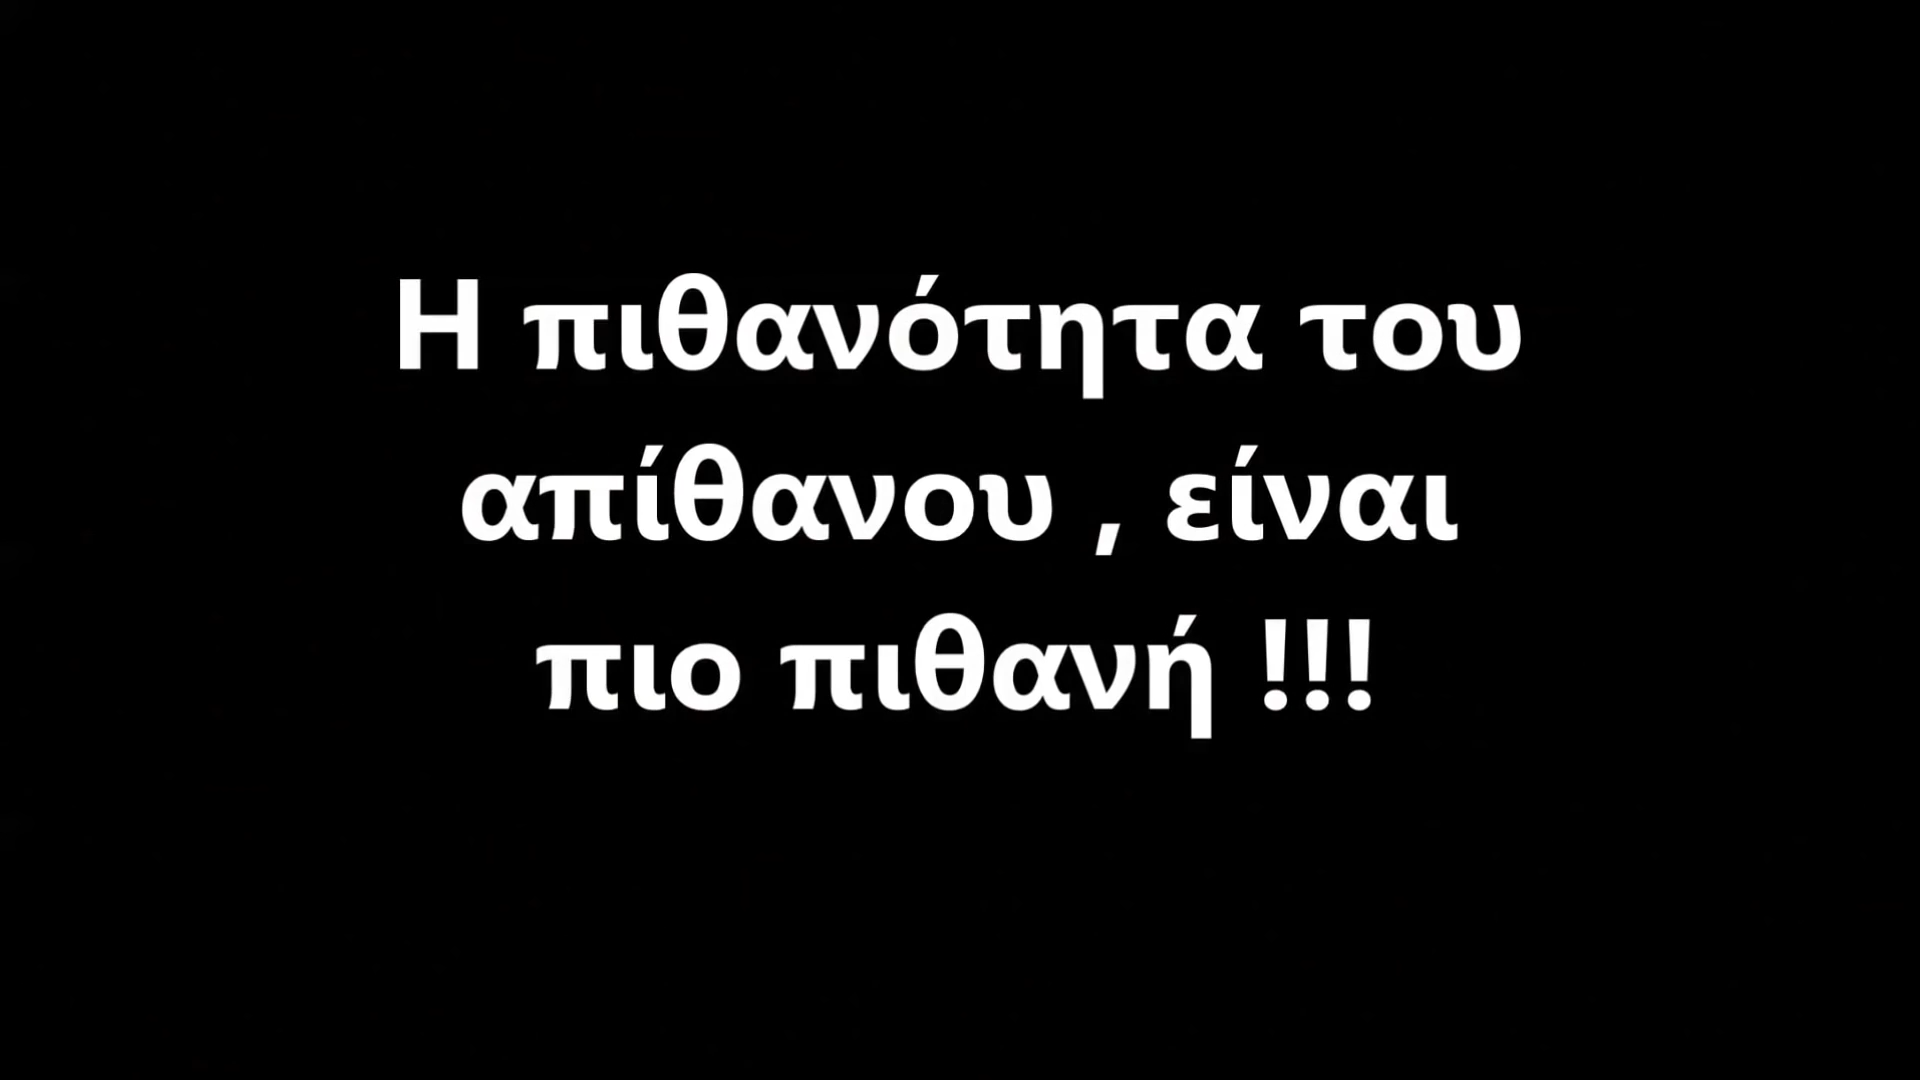 Η πιθανότητα του
απίθανου , είναι
πιο πιθανή !!!